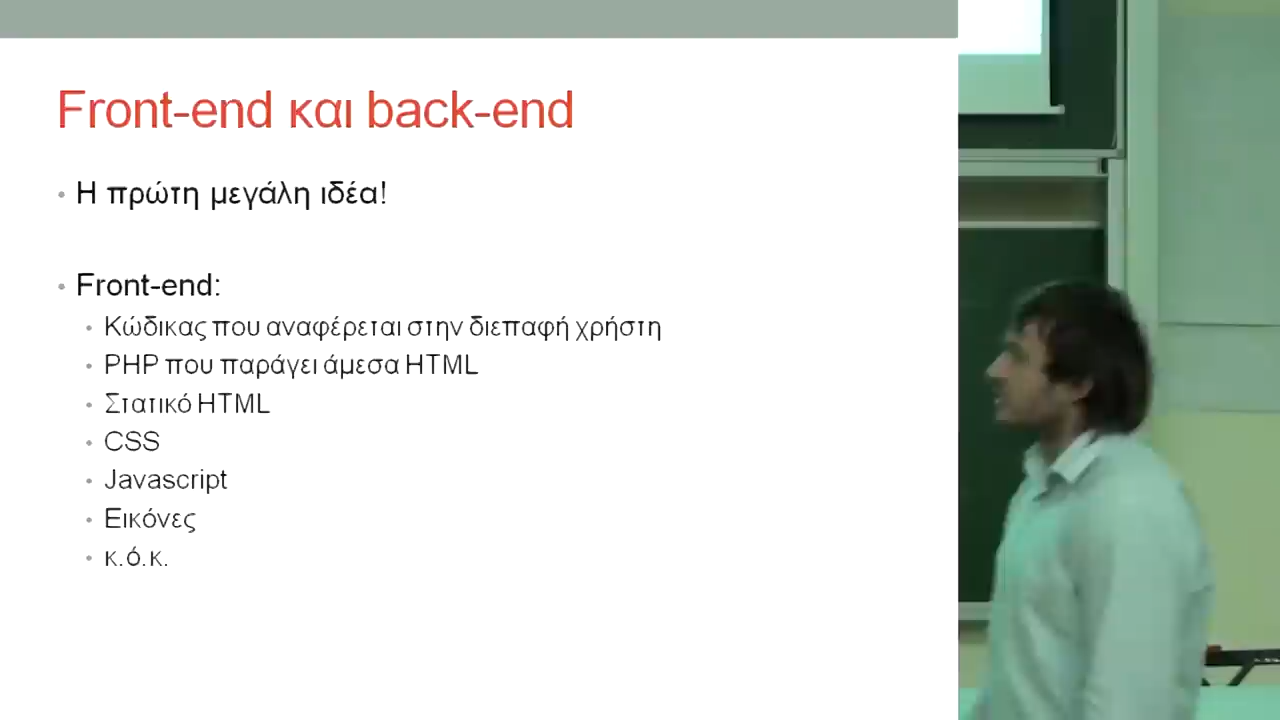 Front-end και back-end
• Η πρώτη μεγάλη ιδέα!
• Front-end:
• Κώδικας που αναφέρεται στην διεπαφή χρήστη
• PHP που παράγει άμεσα HTML
• Στατικό HTML
• CSS
• Javascript
• Εικόνες
• κ.ό.κ.